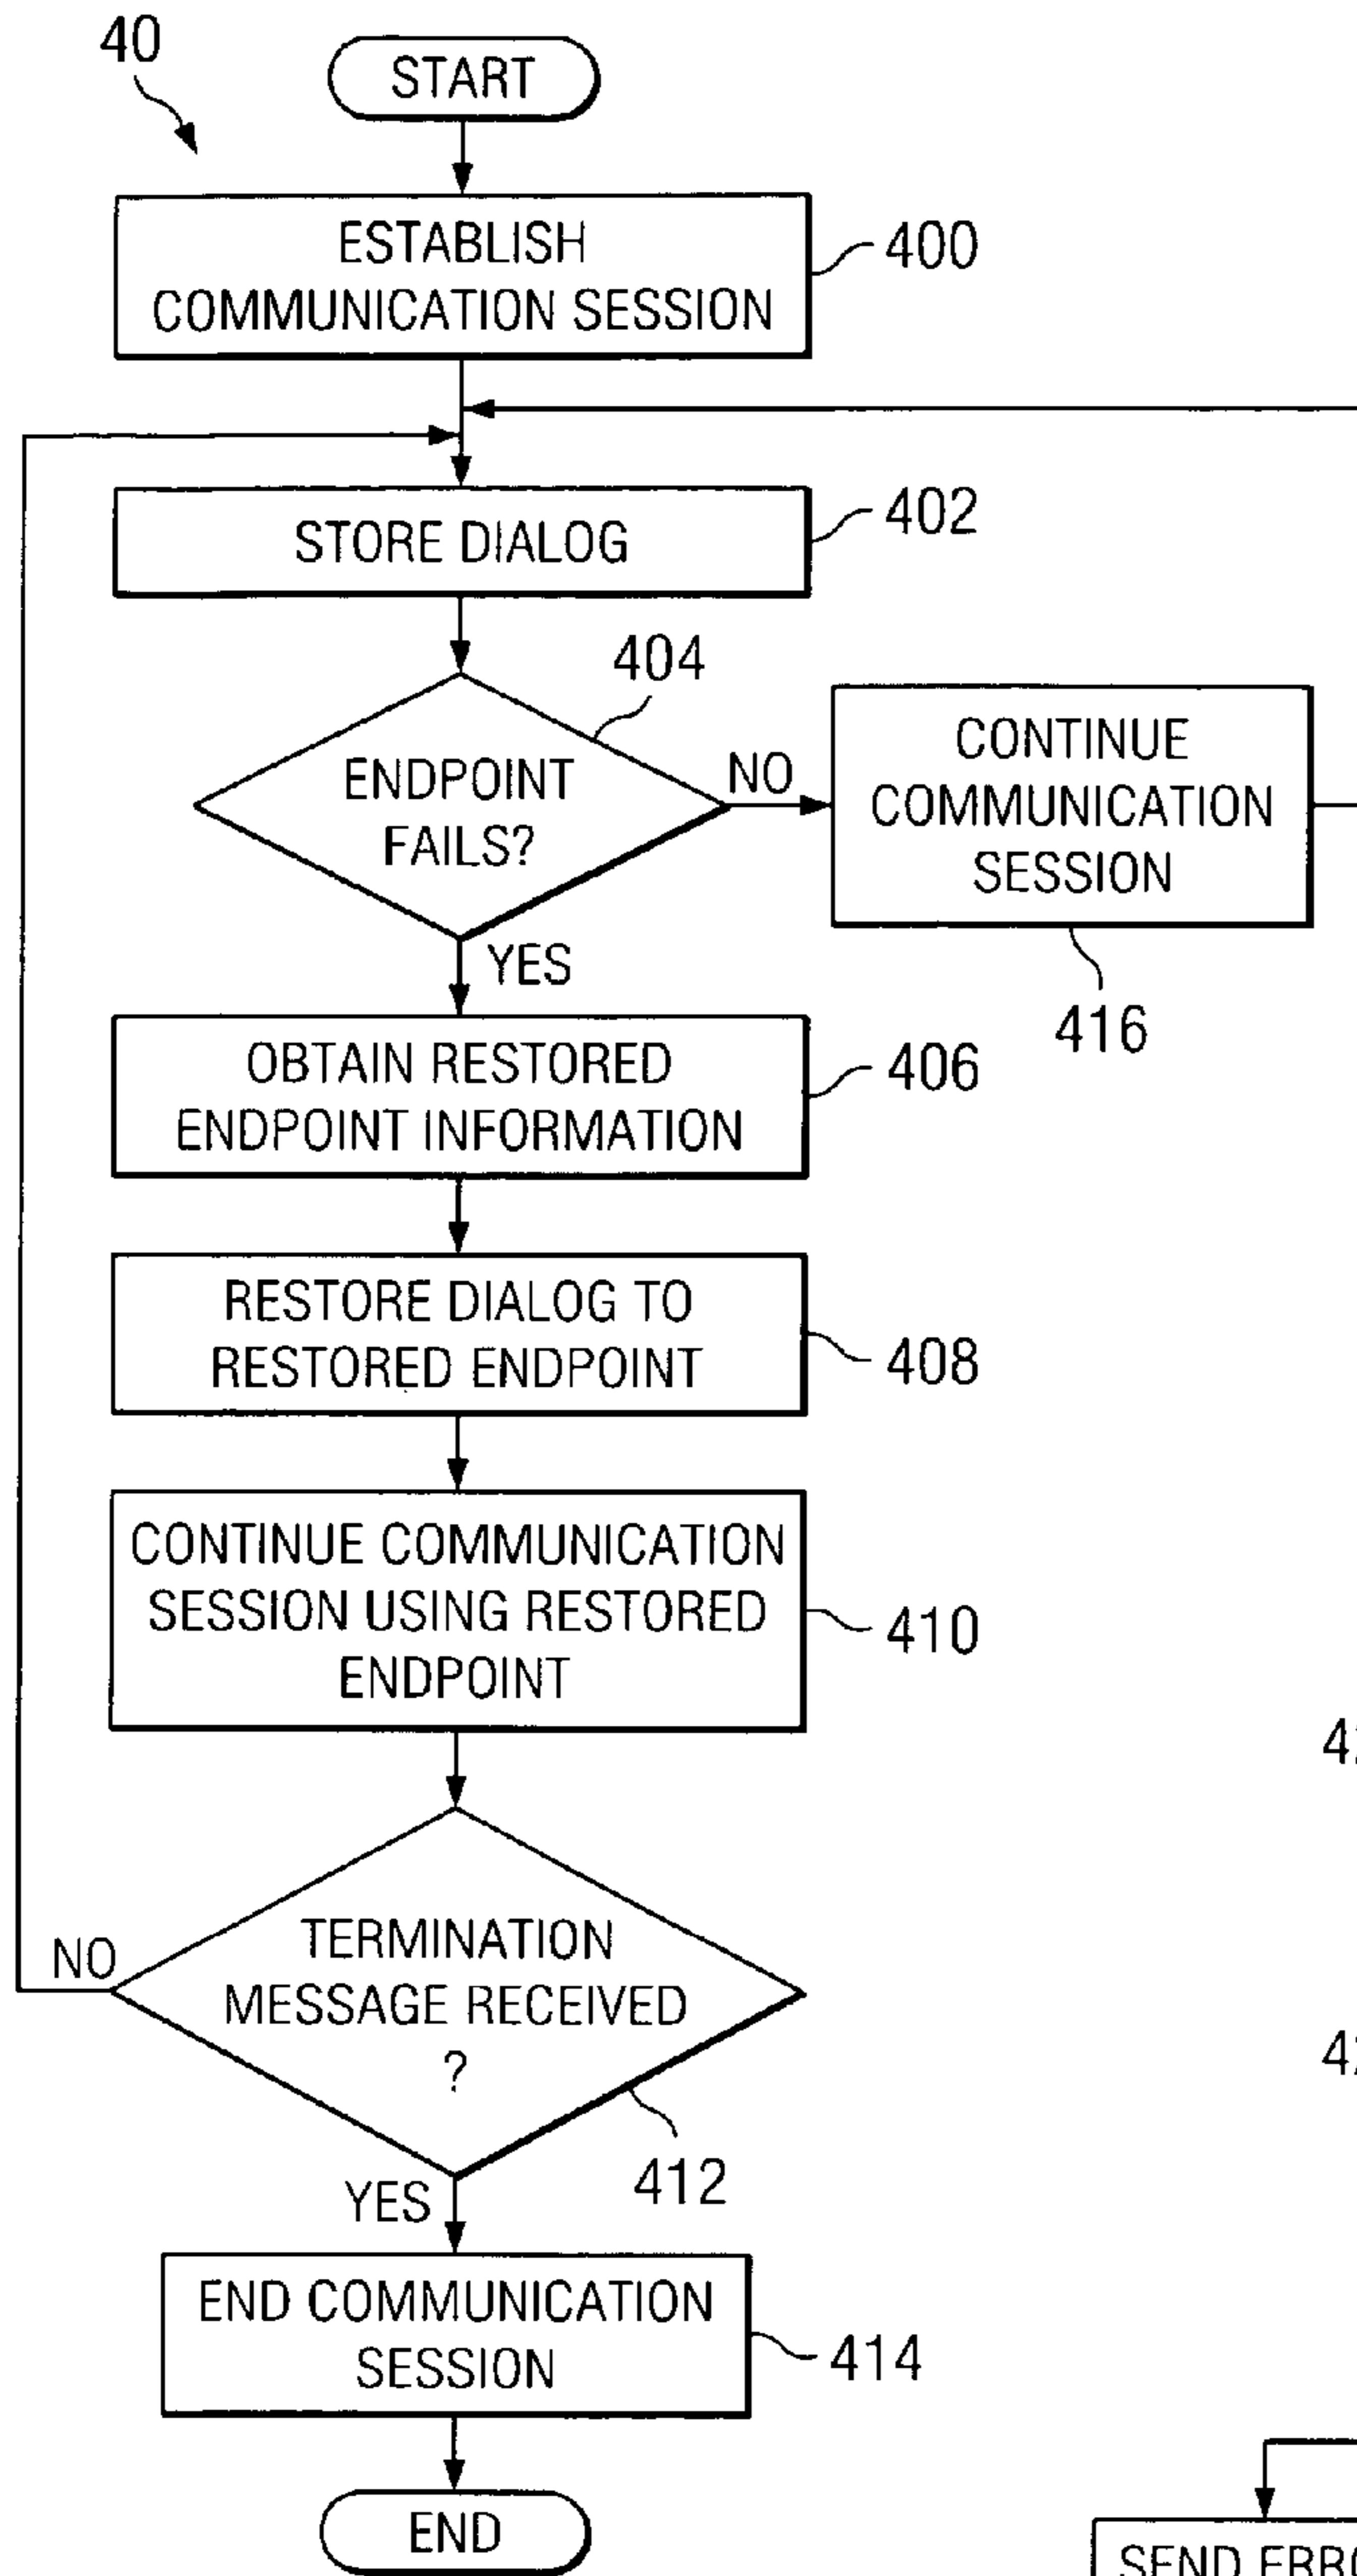 40
START
ESTABLISH
COMMUNICATION SESSION
400
STORE DIALOG
402
404
ENDPOINT
FAILS?
NO
CONTINUE
COMMUNICATION
SESSION
416
YES
OBTAIN RESTORED
ENDPOINT INFORMATION
406
RESTORE DIALOG TO
RESTORED ENDPOINT
408
CONTINUE COMMUNICATION
SESSION USING RESTORED
ENDPOINT
410
TERMINATION
MESSAGE RECEIVED
?
NO
412
YES
END COMMUNICATION
SESSION
414
END
SEND